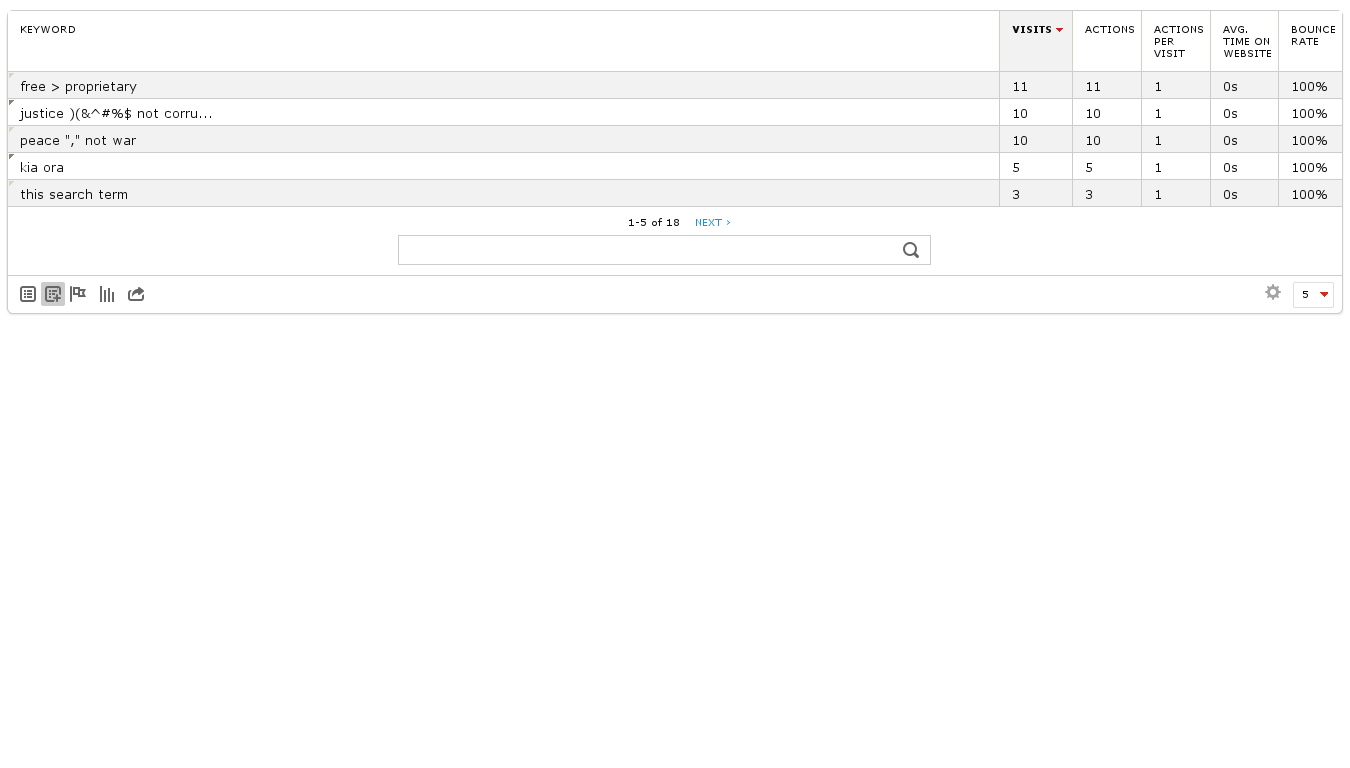 KEYWORD VISITS ACTIONS ACTIONS PER VISIT AVG. TIME ON WEBSITE BOUNCE RATE
free > proprietary 11 11 1 0s 100%
justice )(&^#%$ not corru... 10 10 1 0s 100%
peace "," not war 10 10 1 0s 100%
kia ora 5 5 1 0s 100%
this search term 3 3 1 0s 100%
1-5 of 18 NEXT ›
5